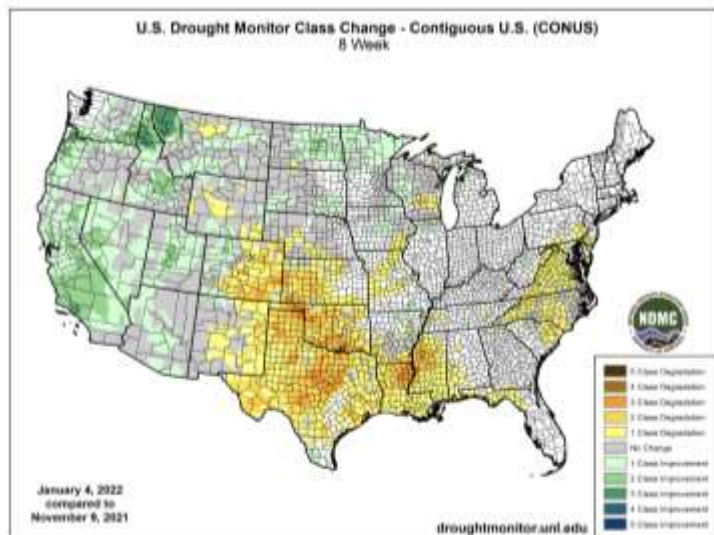 U.S. Drought Monitor Class Change - Contiguous U.S. (CONUS)
8 Week
NDMC
5 Class Degradation
4 Class Degradation
3 Class Degradation
2 Class Degradation
1 Class Degradation
No Change
1 Class Improvement
2 Class Improvement
3 Class Improvement
4 Class Improvement
5 Class Improvement
January 4, 2022
compared to
November 9, 2021
droughtmonitor.unl.edu